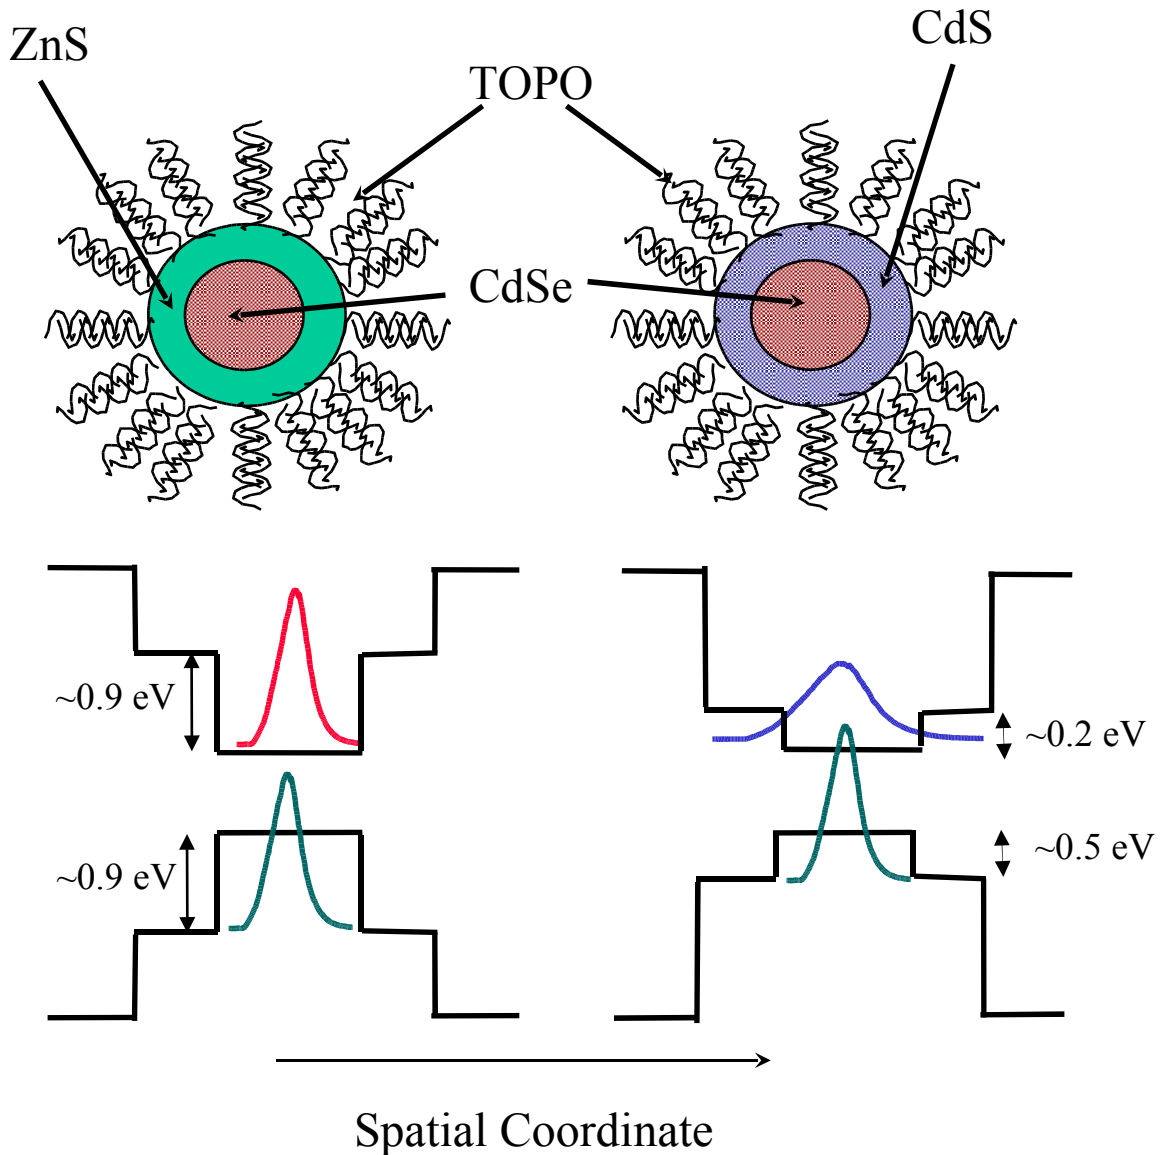 ZnS
CdS
TOPO
CdSe
~0.9 eV
~0.2 eV
~0.9 eV
~0.5 eV
Spatial Coordinate